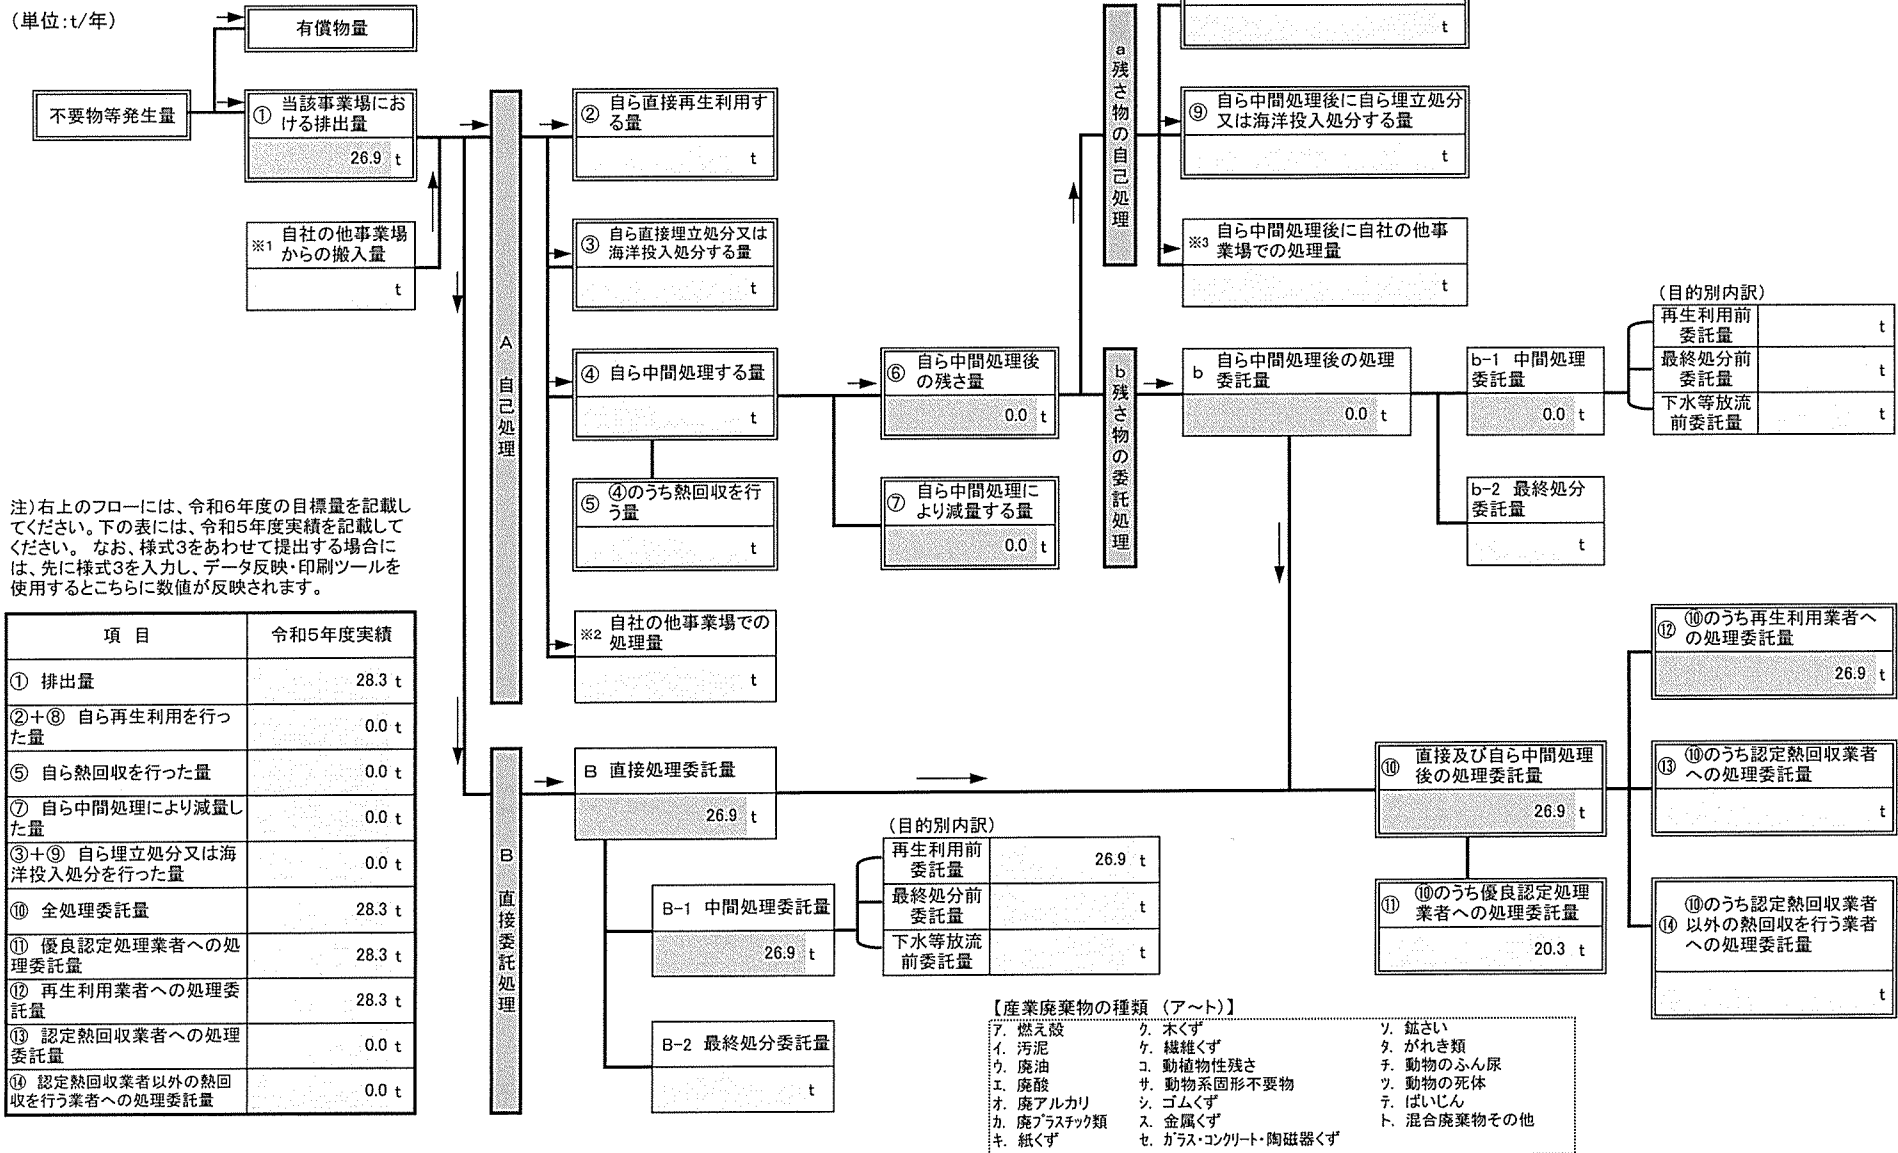 (単位:t/年)
有償物量
不要物等発生量
① 当該事業場にお
ける排出量
26.9 t
※1 自社の他事業場
からの搬入量
t
A 自己処理
② 自ら直接再生利用す
る量
t
③ 自ら直接埋立処分又は
海洋投入処分する量
t
④ 自ら中間処理する量
t
⑤ ④のうち熱回収を行
う量
t
※2 自社の他事業場での
処理量
t
⑥ 自ら中間処理後
の残さ量
0.0 t
⑦ 自ら中間処理に
より減量する量
0.0 t
a 残さ物の自己処理
t
⑨ 自ら中間処理後に自ら埋立処分
又は海洋投入処分する量
t
※3 自ら中間処理後に自社の他事
業場での処理量
t
b 残さ物の委託処理
b 自ら中間処理後の処理
委託量
0.0 t
b-1 中間処理
委託量
0.0 t
(目的別内訳)
再生利用前
委託量
t
最終処分前
委託量
t
下水等放流
前委託量
t
b-2 最終処分
委託量
t
注)右上のフローには、令和6年度の目標量を記載し
てください。下の表には、令和5年度実績を記載して
ください。 なお、様式3をあわせて提出する場合に
は、先に様式3を入力し、データ反映・印刷ツールを
使用するとこちらに数値が反映されます。
項 目 令和5年度実績
① 排出量 28.3 t
②+⑧ 自ら再生利用を行っ
た量 0.0 t
⑤ 自ら熱回収を行った量 0.0 t
⑦ 自ら中間処理により減量し
た量 0.0 t
③+⑨ 自ら埋立処分又は海
洋投入処分を行った量 0.0 t
⑩ 全処理委託量 28.3 t
⑪ 優良認定処理業者への処
理委託量 28.3 t
⑫ 再生利用業者への処理委
託量 28.3 t
⑬ 認定熱回収業者への処理
委託量 0.0 t
⑭ 認定熱回収業者以外の熱回
収を行う業者への処理委託量 0.0 t
B 直接委託処理
B 直接処理委託量
26.9 t
B-1 中間処理委託量
26.9 t
(目的別内訳)
再生利用前
委託量
26.9 t
最終処分前
委託量
t
下水等放流
前委託量
t
B-2 最終処分委託量
t
⑩ 直接及び自ら中間処理
後の処理委託量
26.9 t
⑪ ⑩のうち優良認定処理
業者への処理委託量
20.3 t
⑫ ⑩のうち再生利用業者へ
の処理委託量
26.9 t
⑬ ⑩のうち認定熱回収業者
への処理委託量
t
⑭ ⑩のうち認定熱回収業者
以外の熱回収を行う業者
への処理委託量
t
【産業廃棄物の種類 (ア~ト)】
ア. 燃え殻 ク. 木くず ソ. 鉱さい
イ. 汚泥 ケ. 繊維くず タ. がれき類
ウ. 廃油 コ. 動植物性残さ チ. 動物のふん尿
エ. 廃酸 サ. 動物系固形不要物 ツ. 動物の死体
オ. 廃アルカリ シ. ゴムくず テ. ばいじん
カ. 廃プラスチック類 ス. 金属くず ト. 混合廃棄物その他
キ. 紙くず セ. ガラス・コンクリート・陶磁器くず